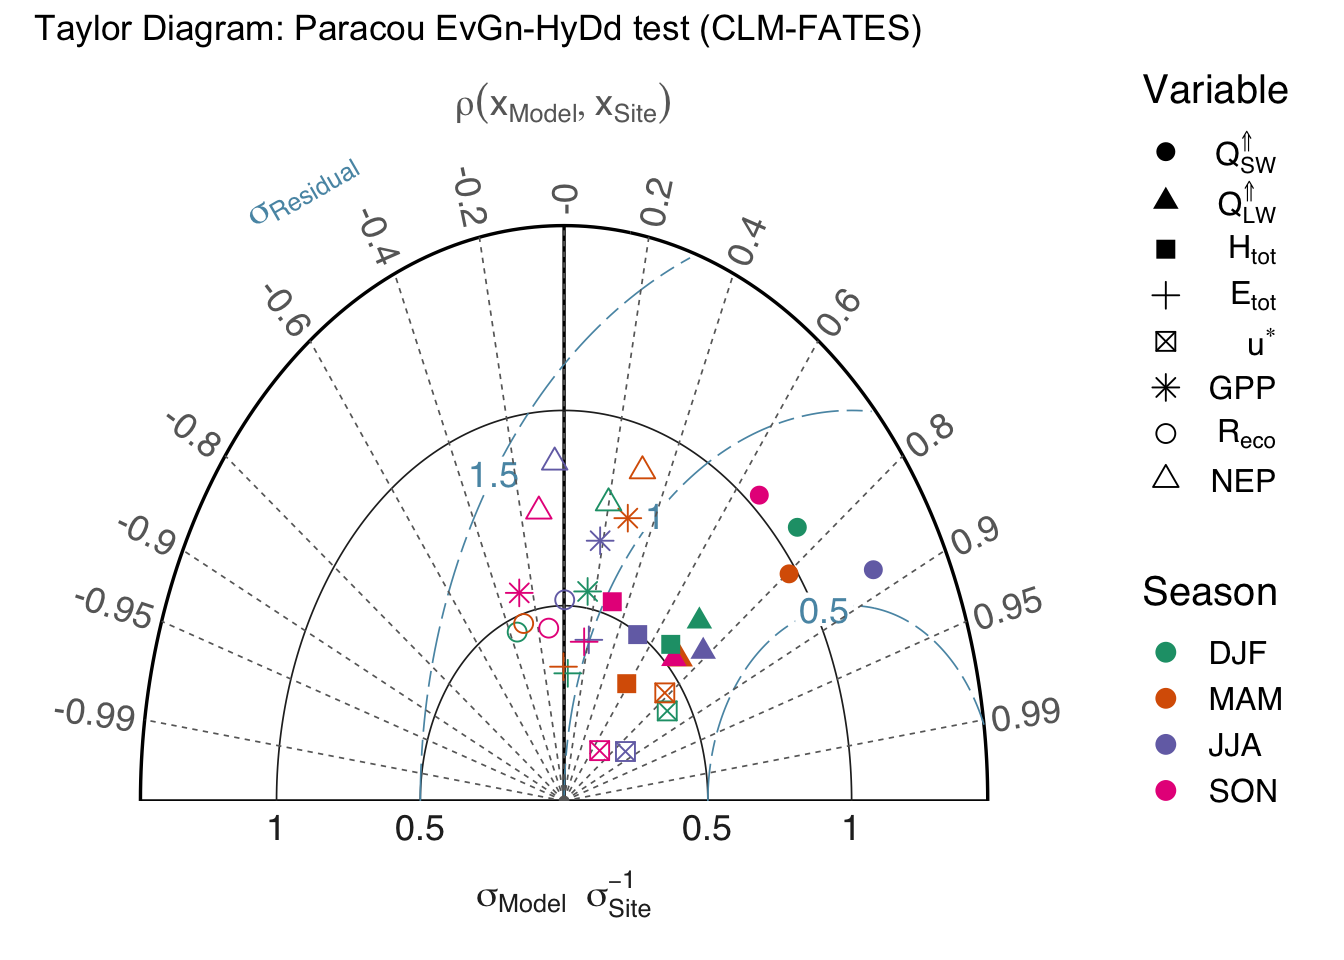 Taylor Diagram: Paracou EvGn-HyDd test (CLM-FATES)
ρ(xModel, xSite)
σResidual
-0.99
-0.95
-0.9
-0.8
-0.6
-0.4
-0.2
-0
0.2
0.4
0.6
0.8
0.9
0.95
0.99
1.5
1
0.5
1 0.5 0.5 1
σModel σSite⁻¹
Variable
QSW⇑
QLW⇑
Htot
Etot
u*
GPP
Reco
NEP
Season
DJF
MAM
JJA
SON